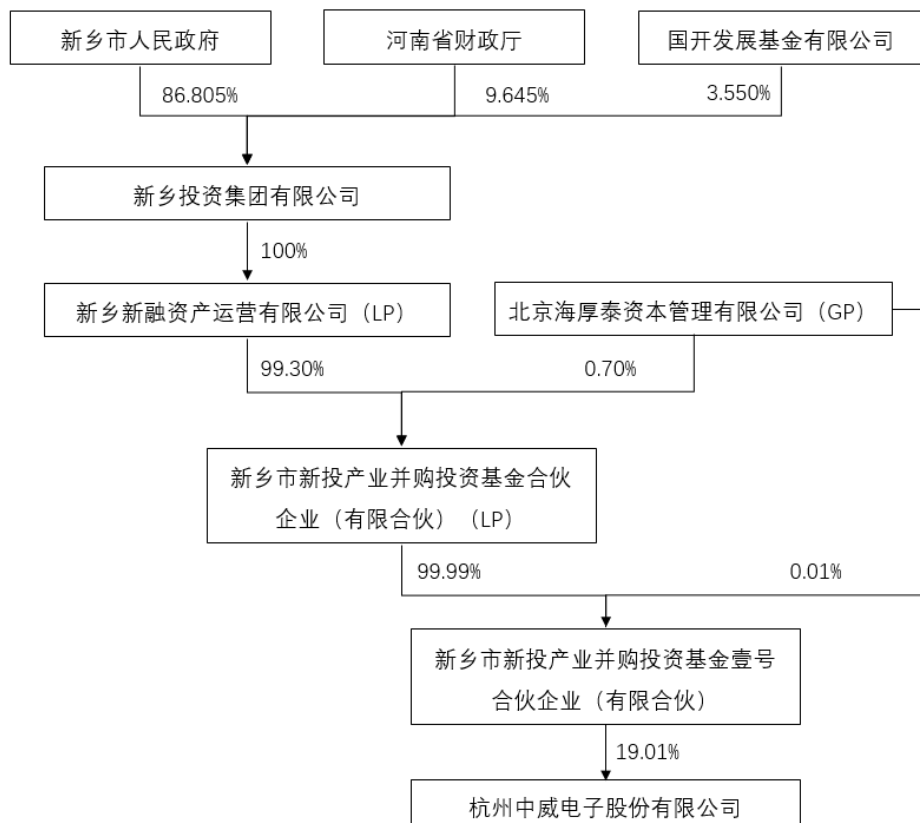 新乡市人民政府
河南省财政厅
国开发展基金有限公司
86.805%
9.645%
3.550%
新乡投资集团有限公司
100%
新乡新融资产运营有限公司（LP）
北京海厚泰资本管理有限公司（GP）
99.30%
0.70%
新乡市新投产业并购投资基金合伙
企业（有限合伙）（LP）
99.99%
0.01%
新乡市新投产业并购投资基金壹号
合伙企业（有限合伙）
19.01%
杭州中威电子股份有限公司